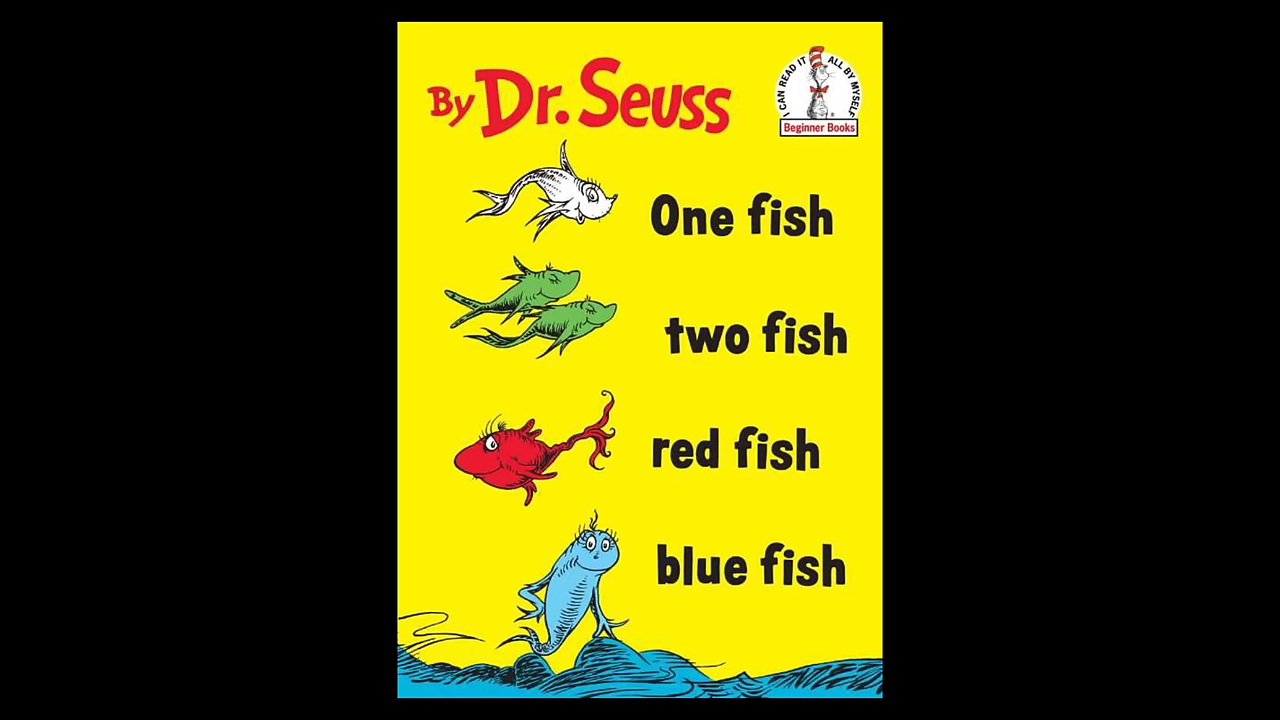 By Dr. Seuss
I CAN READ IT ALL BY MYSELF
Beginner Books
One fish
two fish
red fish
blue fish